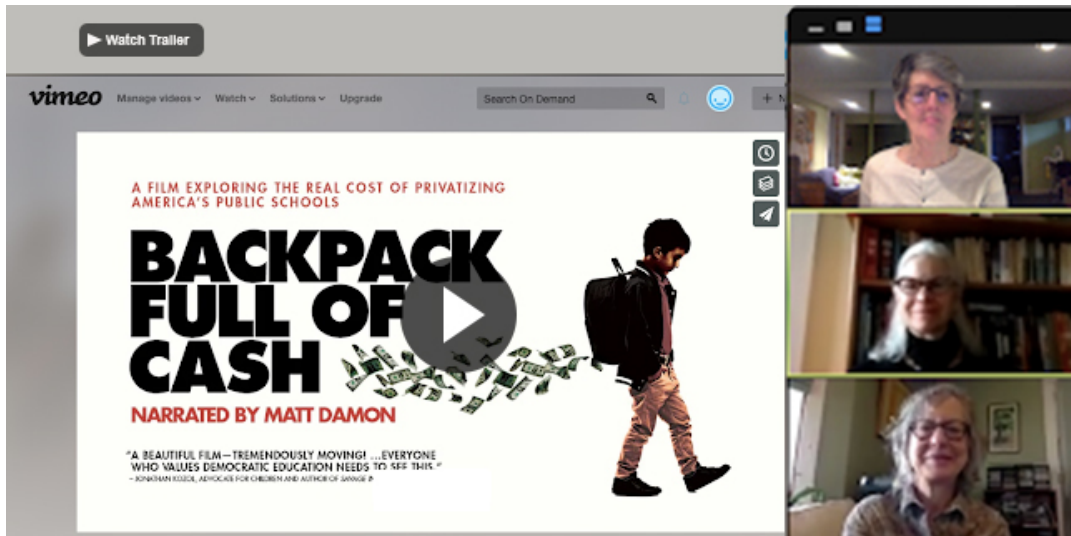 Watch Trailer
vimeo Manage videos Watch Solutions Upgrade Search On Demand
A FILM EXPLORING THE REAL COST OF PRIVATIZING
AMERICA'S PUBLIC SCHOOLS
BACKPACK
FULL OF
CASH
NARRATED BY MATT DAMON
"A BEAUTIFUL FILM—TREMENDOUSLY MOVING! ...EVERYONE
WHO VALUES DEMOCRATIC EDUCATION NEEDS TO SEE THIS."
– JONATHAN KOZOL, ADVOCATE FOR CHILDREN AND AUTHOR OF SAVAGE